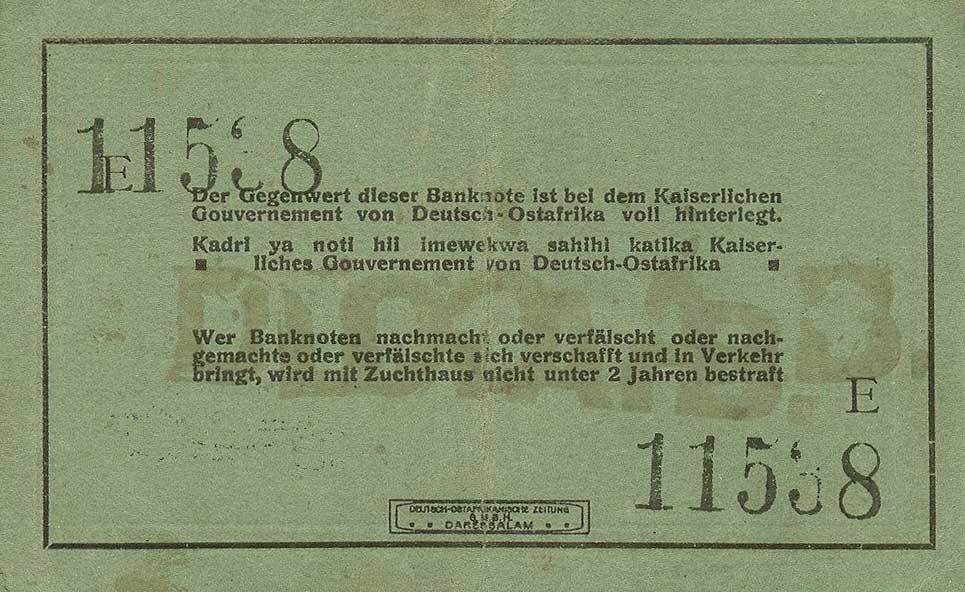 11538
E
Der Gegenwert dieser Banknote ist bei dem Kaiserlichen
Gouvernement von Deutsch-Ostafrika voll hinterlegt.
Kadri ya noti hii imewekwa sahihi katika Kaiser-
liches Gouvernement von Deutsch-Ostafrika
Wer Banknoten nachmacht oder verfälscht oder nach-
gemachte oder verfälschte sich verschafft und in Verkehr
bringt, wird mit Zuchthaus nicht unter 2 Jahren bestraft
E
11538
DEUTSCH-OSTAFRIKANISCHE ZEITUNG
G.M.B.H.
DARESSALAM